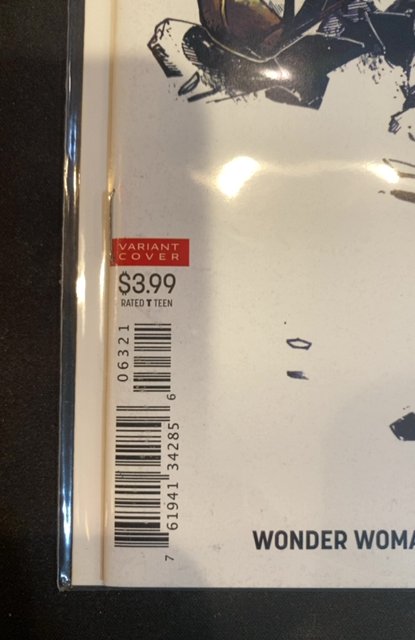 VARIANT
COVER
$3.99
RATED T TEEN
06321
7 61941 34285 6
WONDER WOMA